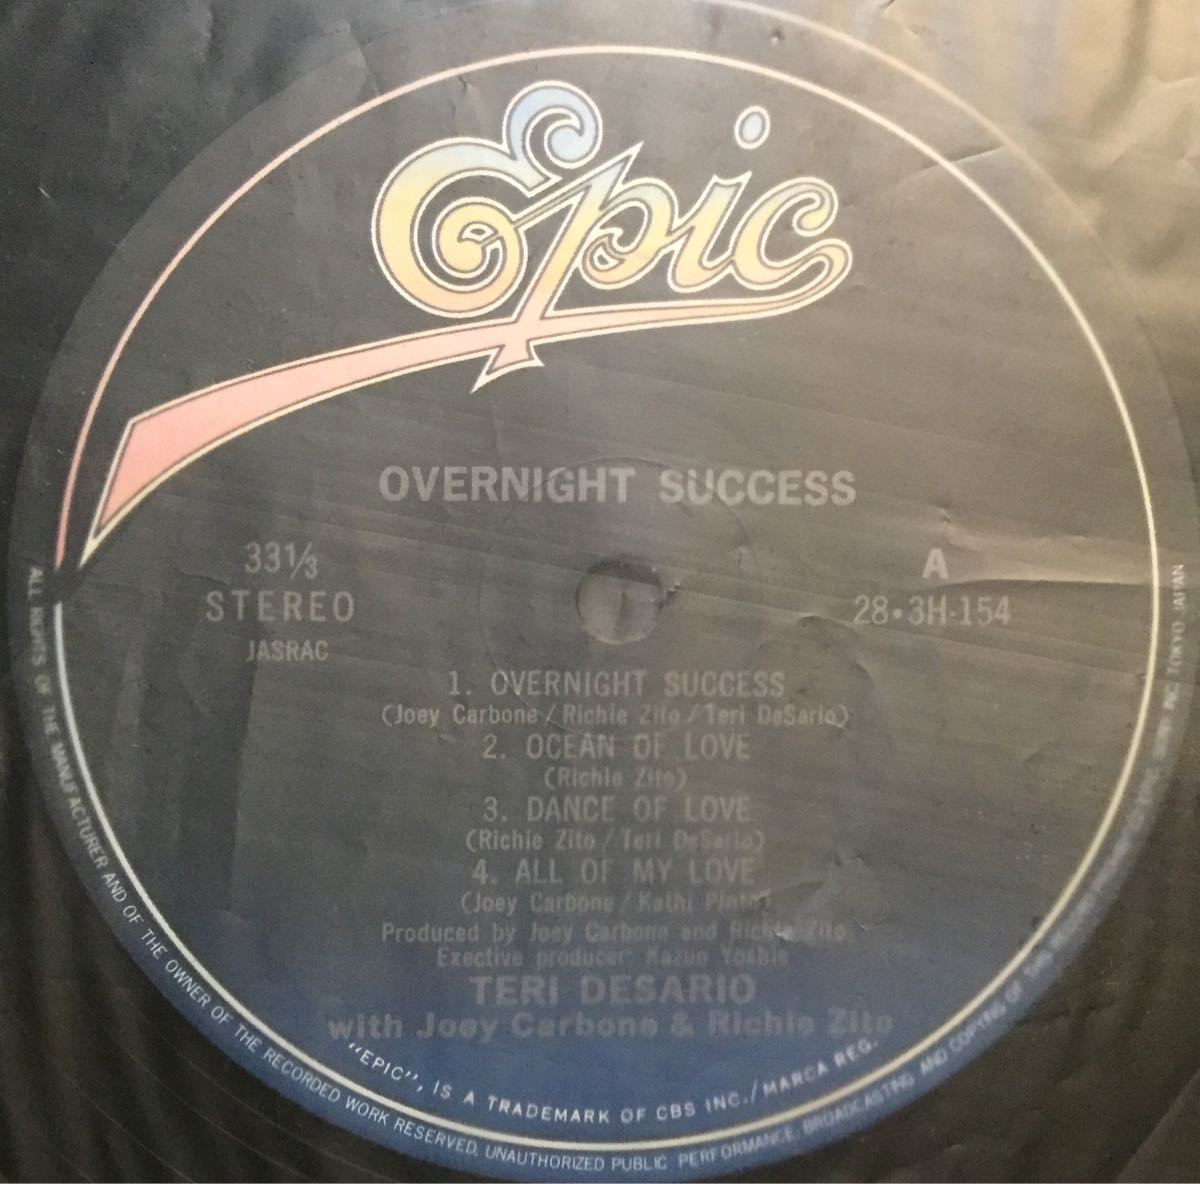 Epic
OVERNIGHT SUCCESS
33⅓
STEREO
JASRAC
A
28·3H-154
1. OVERNIGHT SUCCESS
(Joey Carbone / Richie Zito / Teri DeSario)
2. OCEAN OF LOVE
(Richie Zito)
3. DANCE OF LOVE
(Richie Zito / Teri DeSario)
4. ALL OF MY LOVE
(Joey Carbone / Kathi Pinto)
Produced by Joey Carbone and Richie Zito
Exective producer: Kazuo Yoshie
TERI DESARIO
with Joey Carbone & Richie Zito
"EPIC", IS A TRADEMARK OF CBS INC./MARCA REG.
ALL RIGHTS OF THE MANUFACTURER AND OF THE OWNER OF THE RECORDED WORK RESERVED, UNAUTHORIZED PUBLIC PERFORMANCE, BROADCASTING AND COPYING OF THIS TOKYO JAPAN